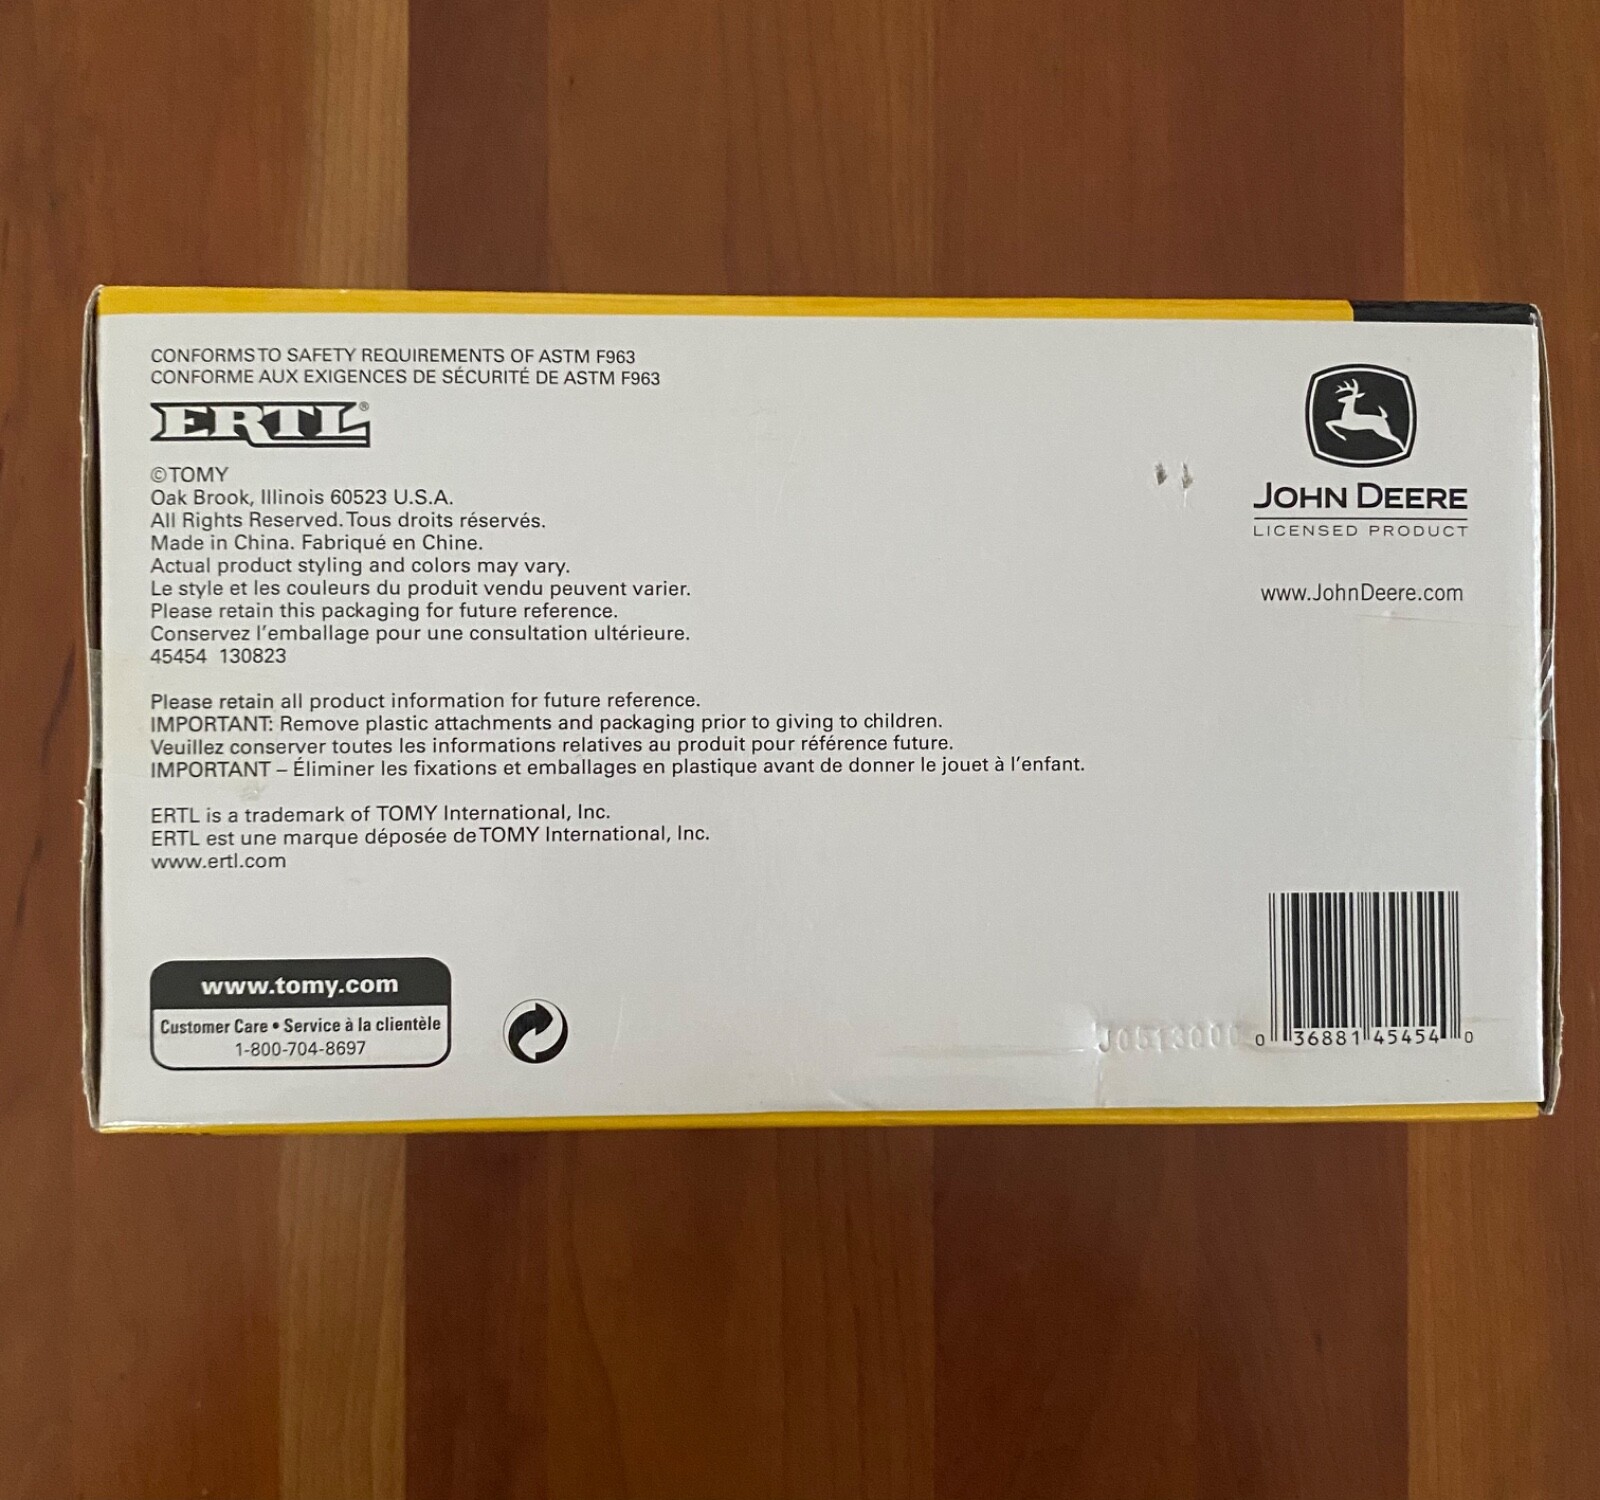 CONFORMS TO SAFETY REQUIREMENTS OF ASTM F963
CONFORME AUX EXIGENCES DE SÉCURITÉ DE ASTM F963
ERTL®
©TOMY
Oak Brook, Illinois 60523 U.S.A.
All Rights Reserved. Tous droits réservés.
Made in China. Fabriqué en Chine.
Actual product styling and colors may vary.
Le style et les couleurs du produit vendu peuvent varier.
Please retain this packaging for future reference.
Conservez l'emballage pour une consultation ultérieure.
45454 130823
Please retain all product information for future reference.
IMPORTANT: Remove plastic attachments and packaging prior to giving to children.
Veuillez conserver toutes les informations relatives au produit pour référence future.
IMPORTANT – Éliminer les fixations et emballages en plastique avant de donner le jouet à l'enfant.
ERTL is a trademark of TOMY International, Inc.
ERTL est une marque déposée de TOMY International, Inc.
www.ertl.com
www.tomy.com
Customer Care • Service à la clientèle
1-800-704-8697
JOHN DEERE
LICENSED PRODUCT
www.JohnDeere.com
0 36881 45454 0